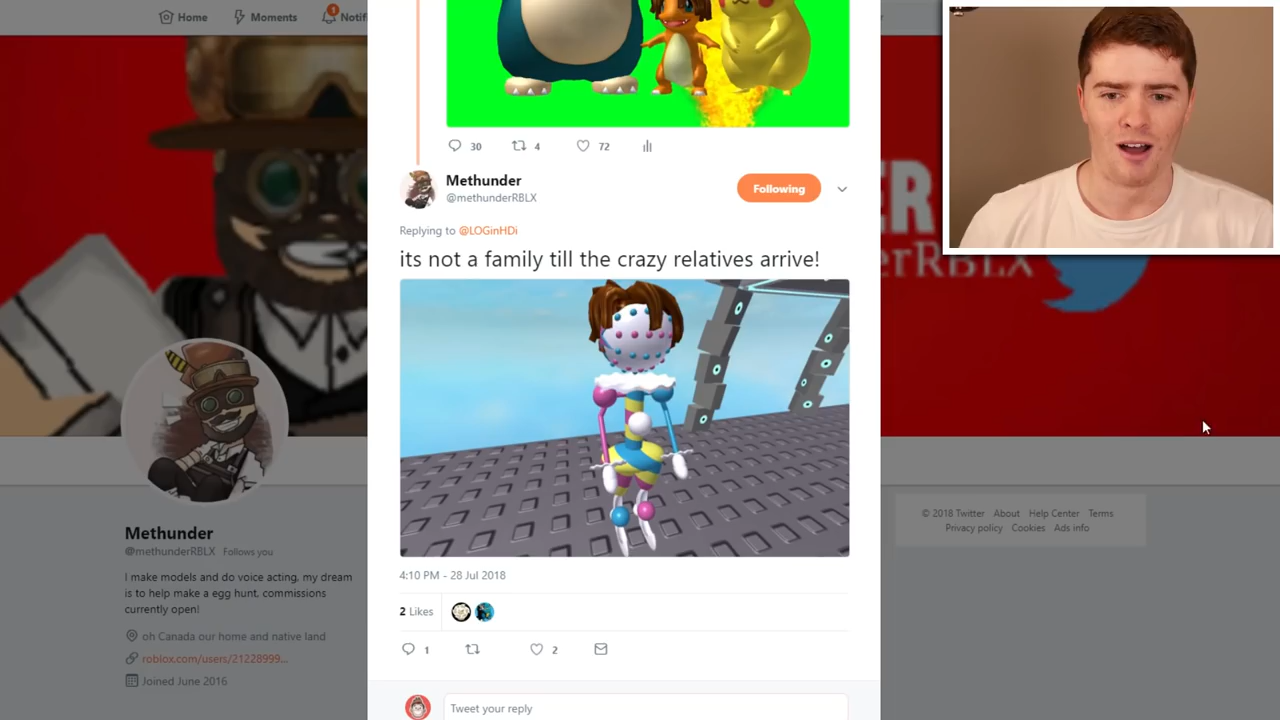 Home
Moments
1
Notif
30
4
72
Methunder
@methunderRBLX
Following
Replying to @LOGinHDi
its not a family till the crazy relatives arrive!
4:10 PM - 28 Jul 2018
2 Likes
1
2
Tweet your reply
Methunder
@methunderRBLX Follows you
I make models and do voice acting, my dream
is to help make a egg hunt, commissions
currently open!
oh Canada our home and native land
roblox.com/users/21228999...
Joined June 2016
ER
erRBLX
© 2018 Twitter About Help Center Terms
Privacy policy Cookies Ads info